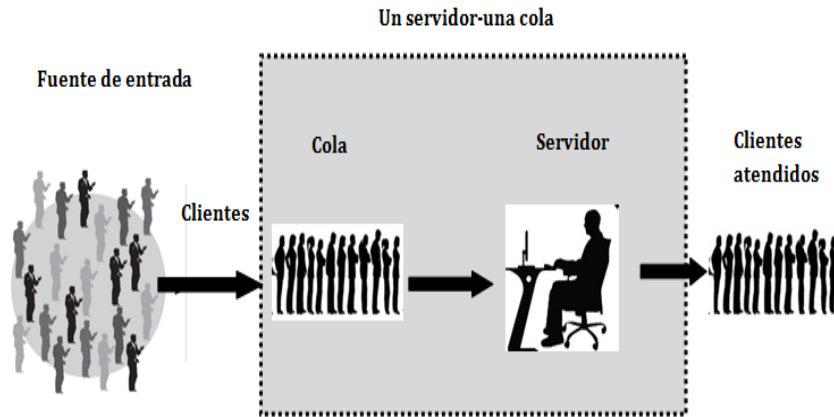 Un servidor-una cola
Fuente de entrada
Cola
Servidor
Clientes
atendidos
Clientes